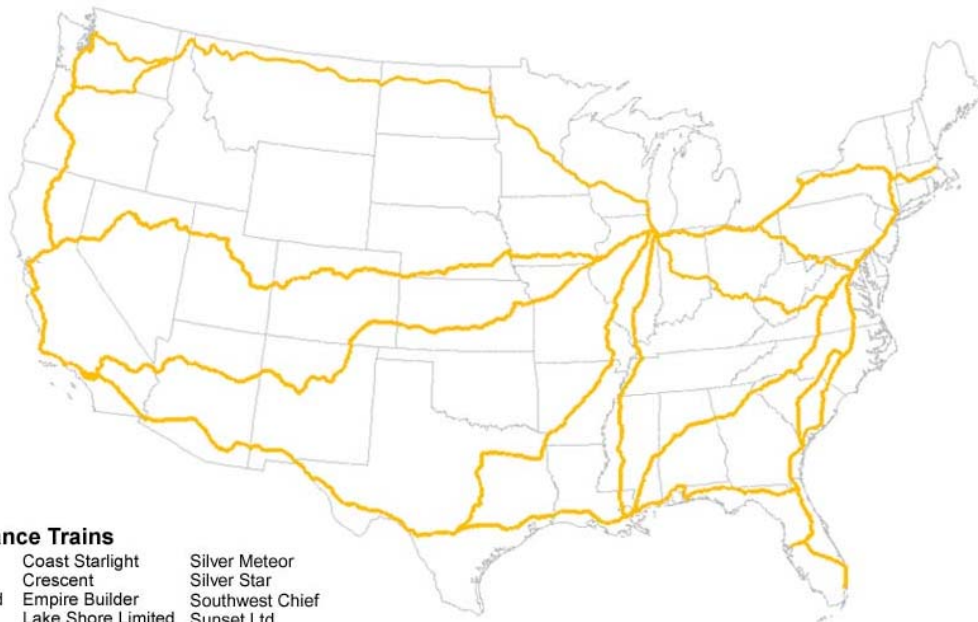 ance Trains
Coast Starlight Silver Meteor
Crescent Silver Star
d Empire Builder Southwest Chief
Lake Shore Limited Sunset Ltd